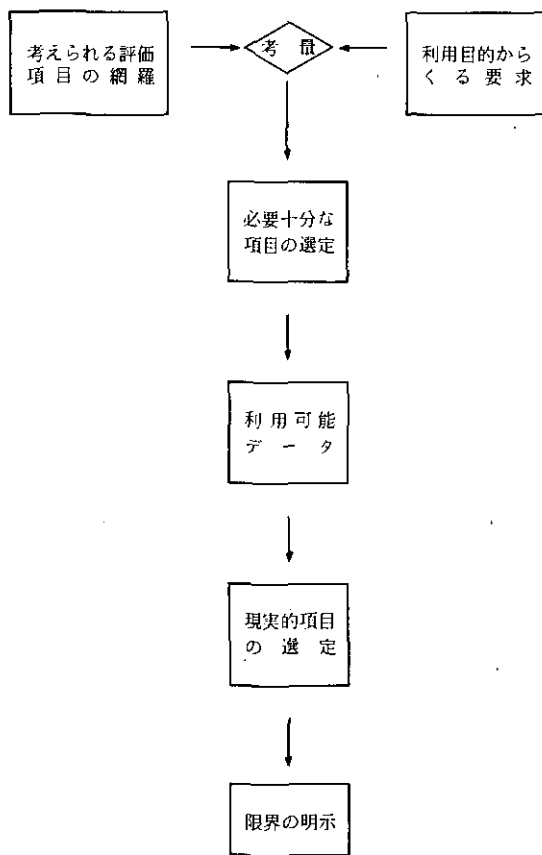 考えられる評価
項目の網羅
考量
利用目的から
くる要求
必要十分な
項目の選定
利用可能
データ
現実的項目
の選定
限界の明示